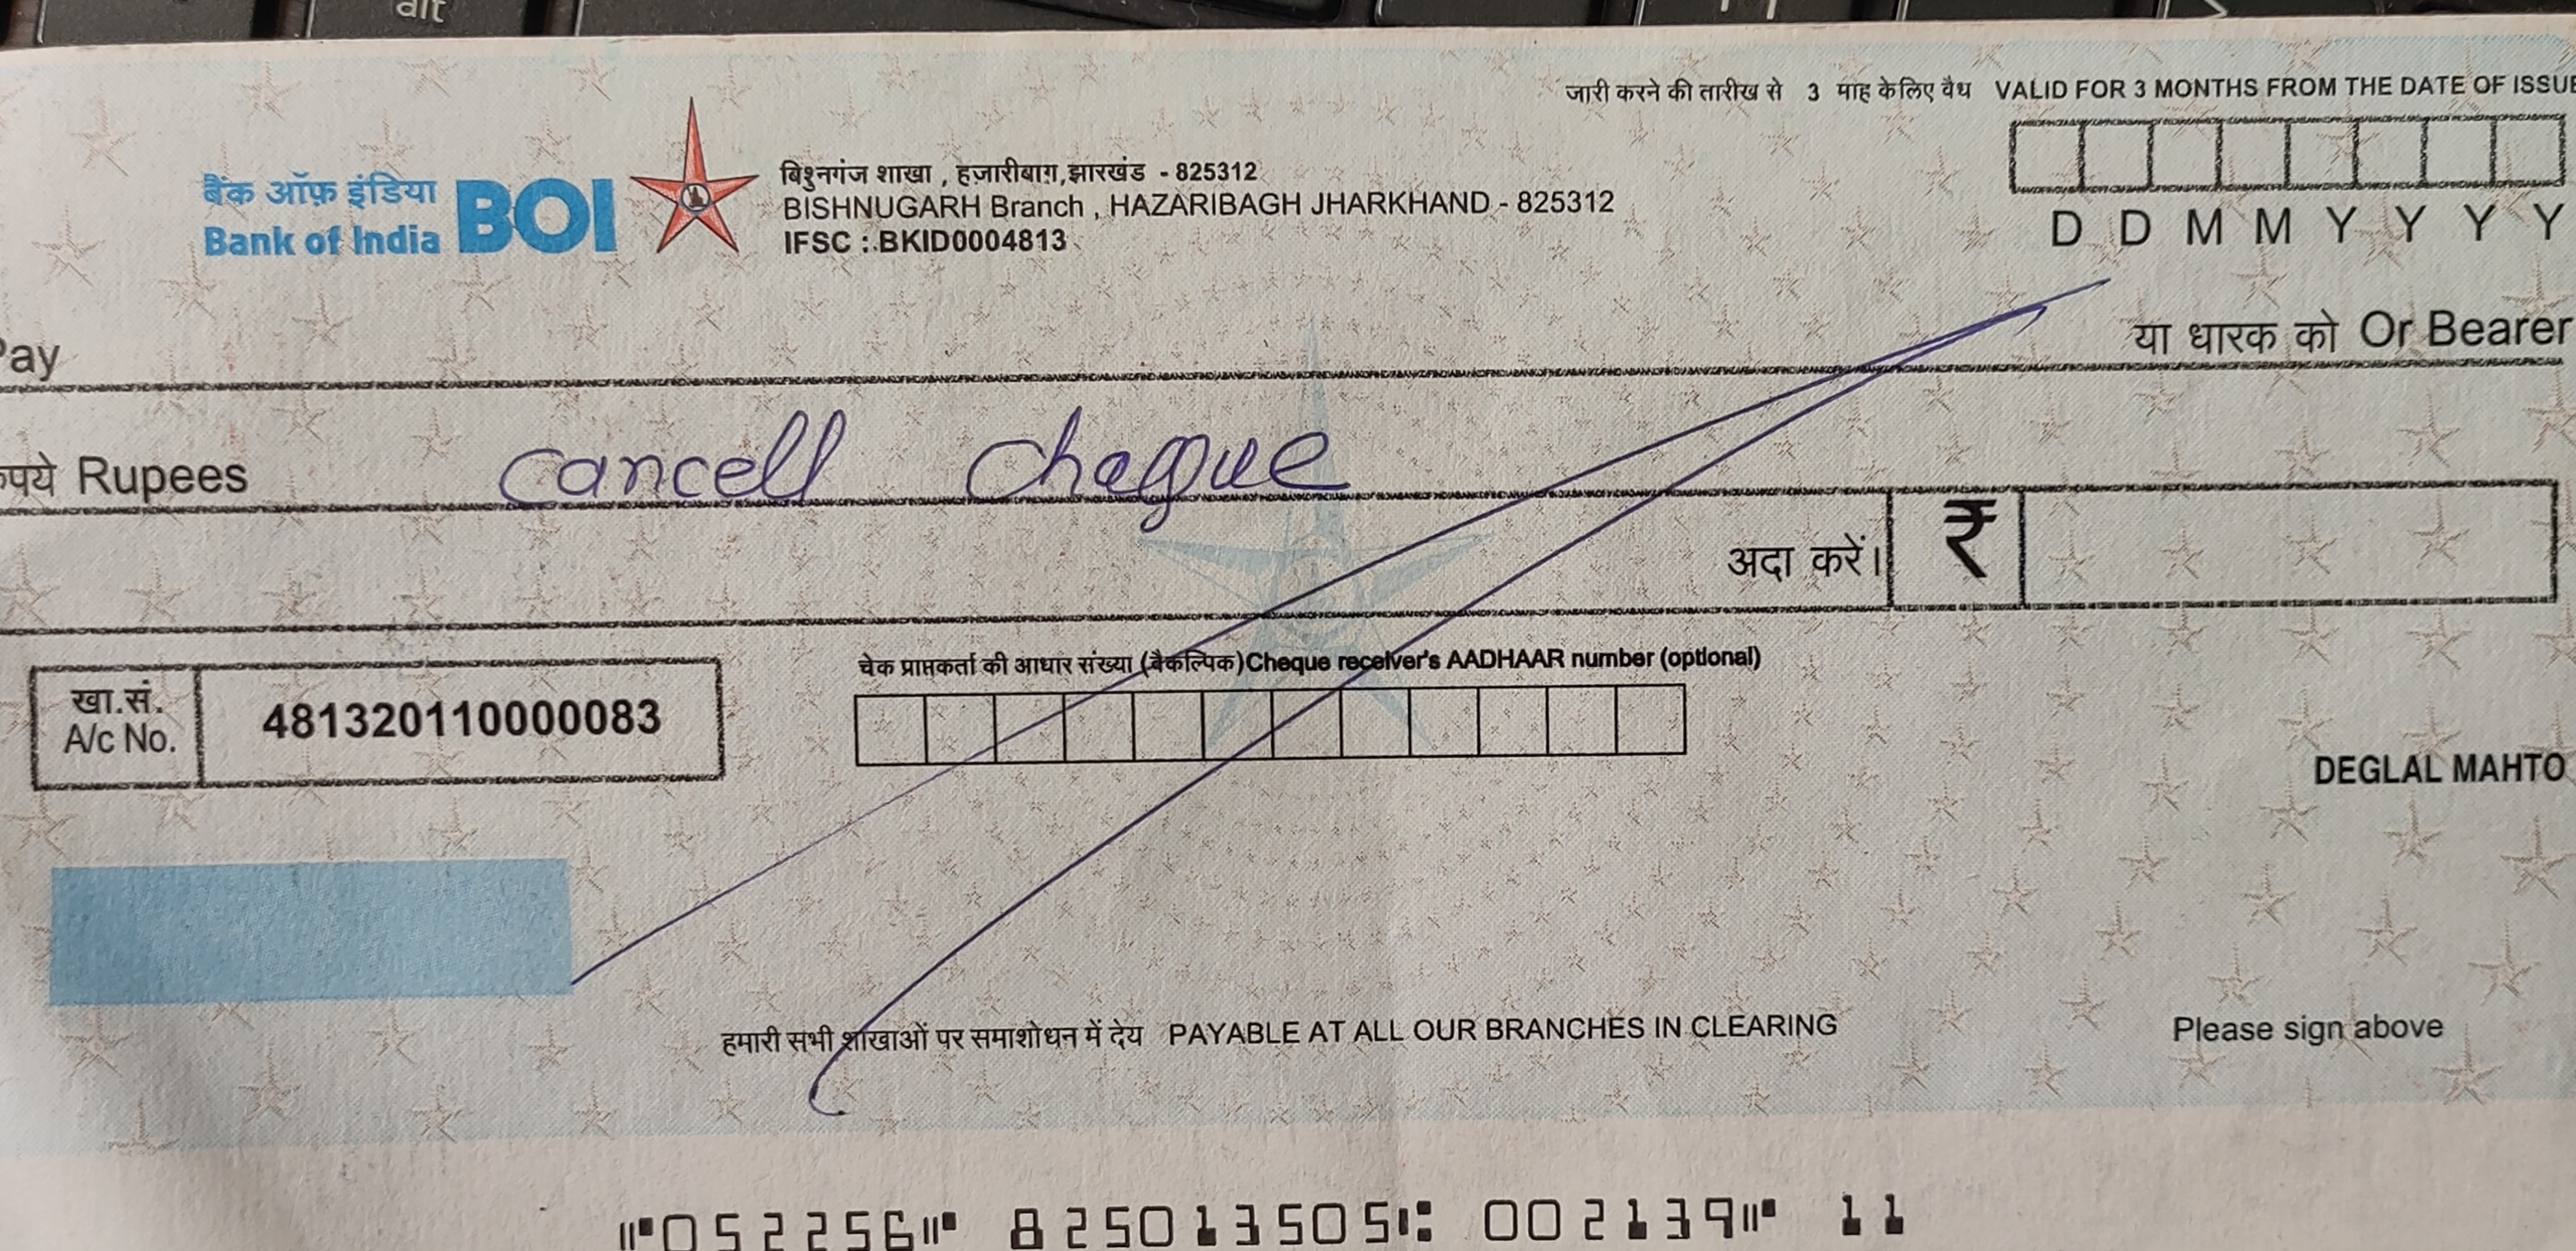 alt
जारी करने की तारीख से 3 माह केलिए वैध VALID FOR 3 MONTHS FROM THE DATE OF ISSUE
बैंक ऑफ़ इंडिया BOI
Bank of India
बिश्नुगंज शाखा , हज़ारीबाग़,झारखंड - 825312
BISHNUGARH Branch , HAZARIBAGH JHARKHAND - 825312
IFSC : BKID0004813
D D M M Y Y Y Y
Pay या धारक को Or Bearer
रुपये Rupees cancell cheque
अदा करें। ₹
चेक प्राप्तकर्ता की आधार संख्या (वैकल्पिक)Cheque receiver's AADHAAR number (optional)
खा.सं.
A/c No. 481320110000083
DEGLAL MAHTO
हमारी सभी शाखाओं पर समाशोधन में देय PAYABLE AT ALL OUR BRANCHES IN CLEARING
Please sign above
⑈052256⑈ 825013505⑆ 002139⑈ 11